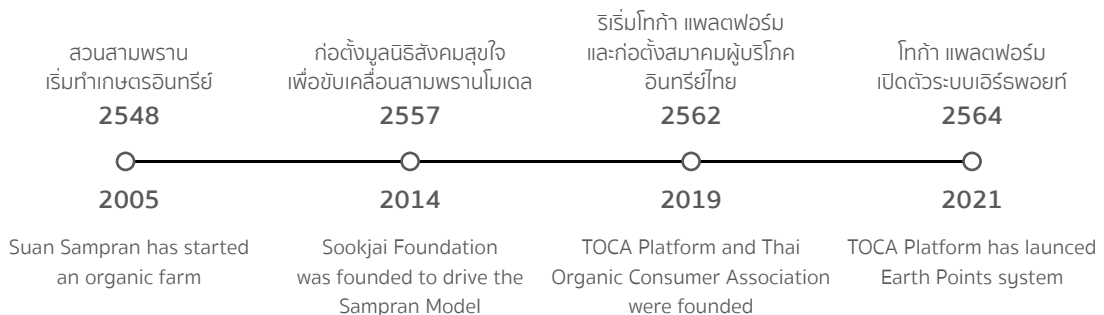 สวนสามพราน
เริ่มทำเกษตรอินทรีย์
2548
2005
Suan Sampran has started
an organic farm
ก่อตั้งมูลนิธิสังคมสุขใจ
เพื่อขับเคลื่อนสามพรานโมเดล
2557
2014
Sookjai Foundation
was founded to drive the
Sampran Model
ริเริ่มโทก้า แพลตฟอร์ม
และก่อตั้งสมาคมผู้บริโภค
อินทรีย์ไทย
2562
2019
TOCA Platform and Thai
Organic Consumer Association
were founded
โทก้า แพลตฟอร์ม
เปิดตัวระบบเอิร์ธพอยท์
2564
2021
TOCA Platform has launced
Earth Points system